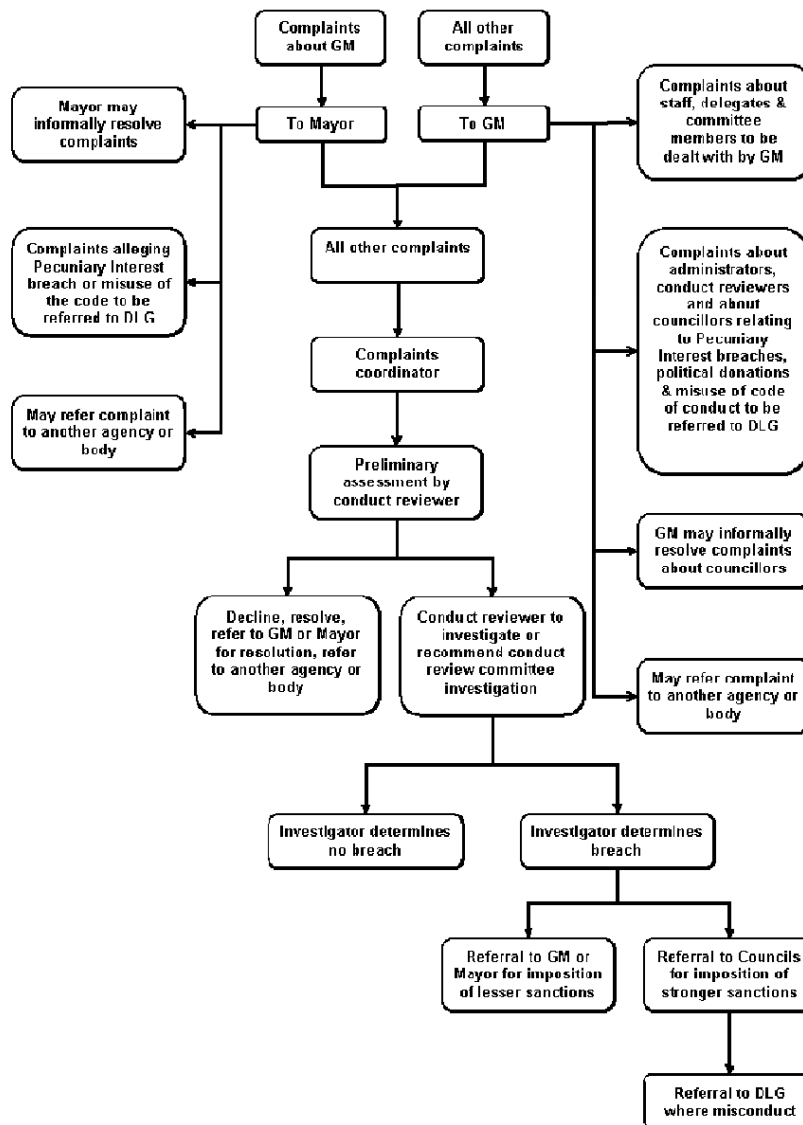 Complaints
about GM
All other
complaints
Mayor may
informally resolve
complaints
To Mayor
To GM
Complaints about
staff, delegates &
committee
members to be
dealt with by GM
Complaints alleging
Pecuniary Interest
breach or misuse of
the code to be
referred to DLG
All other complaints
Complaints about
administrators,
conduct reviewers
and about
councillors relating
to Pecuniary
Interest breaches,
political donations
& misuse of code
of conduct to be
referred to DLG
Complaints
coordinator
May refer complaint
to another agency or
body
Preliminary
assessment by
conduct reviewer
GM may informally
resolve complaints
about councillors
Decline, resolve,
refer to GM or Mayor
for resolution, refer
to another agency or
body
Conduct reviewer to
investigate or
recommend conduct
review committee
investigation
May refer complaint
to another agency or
body
Investigator determines
no breach
Investigator determines
breach
Referral to GM or
Mayor for imposition
of lesser sanctions
Referral to Councils
for imposition of
stronger sanctions
Referral to DLG
where misconduct